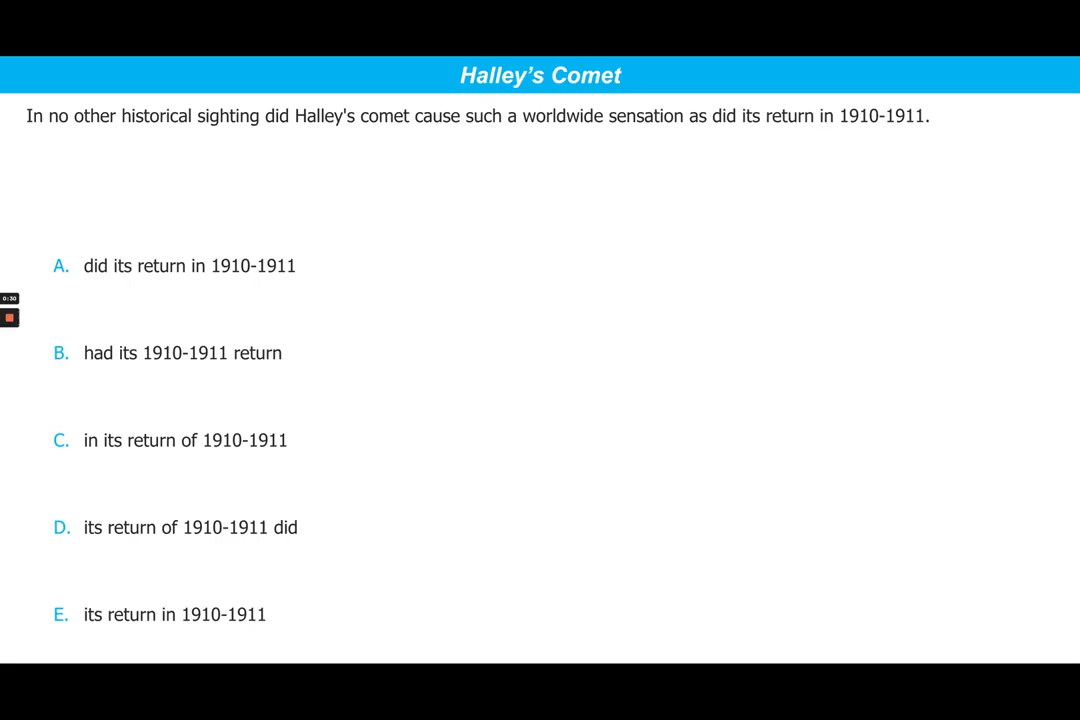 Halley’s Comet
In no other historical sighting did Halley's comet cause such a worldwide sensation as did its return in 1910-1911.
A. did its return in 1910-1911
0:30
B. had its 1910-1911 return
C. in its return of 1910-1911
D. its return of 1910-1911 did
E. its return in 1910-1911